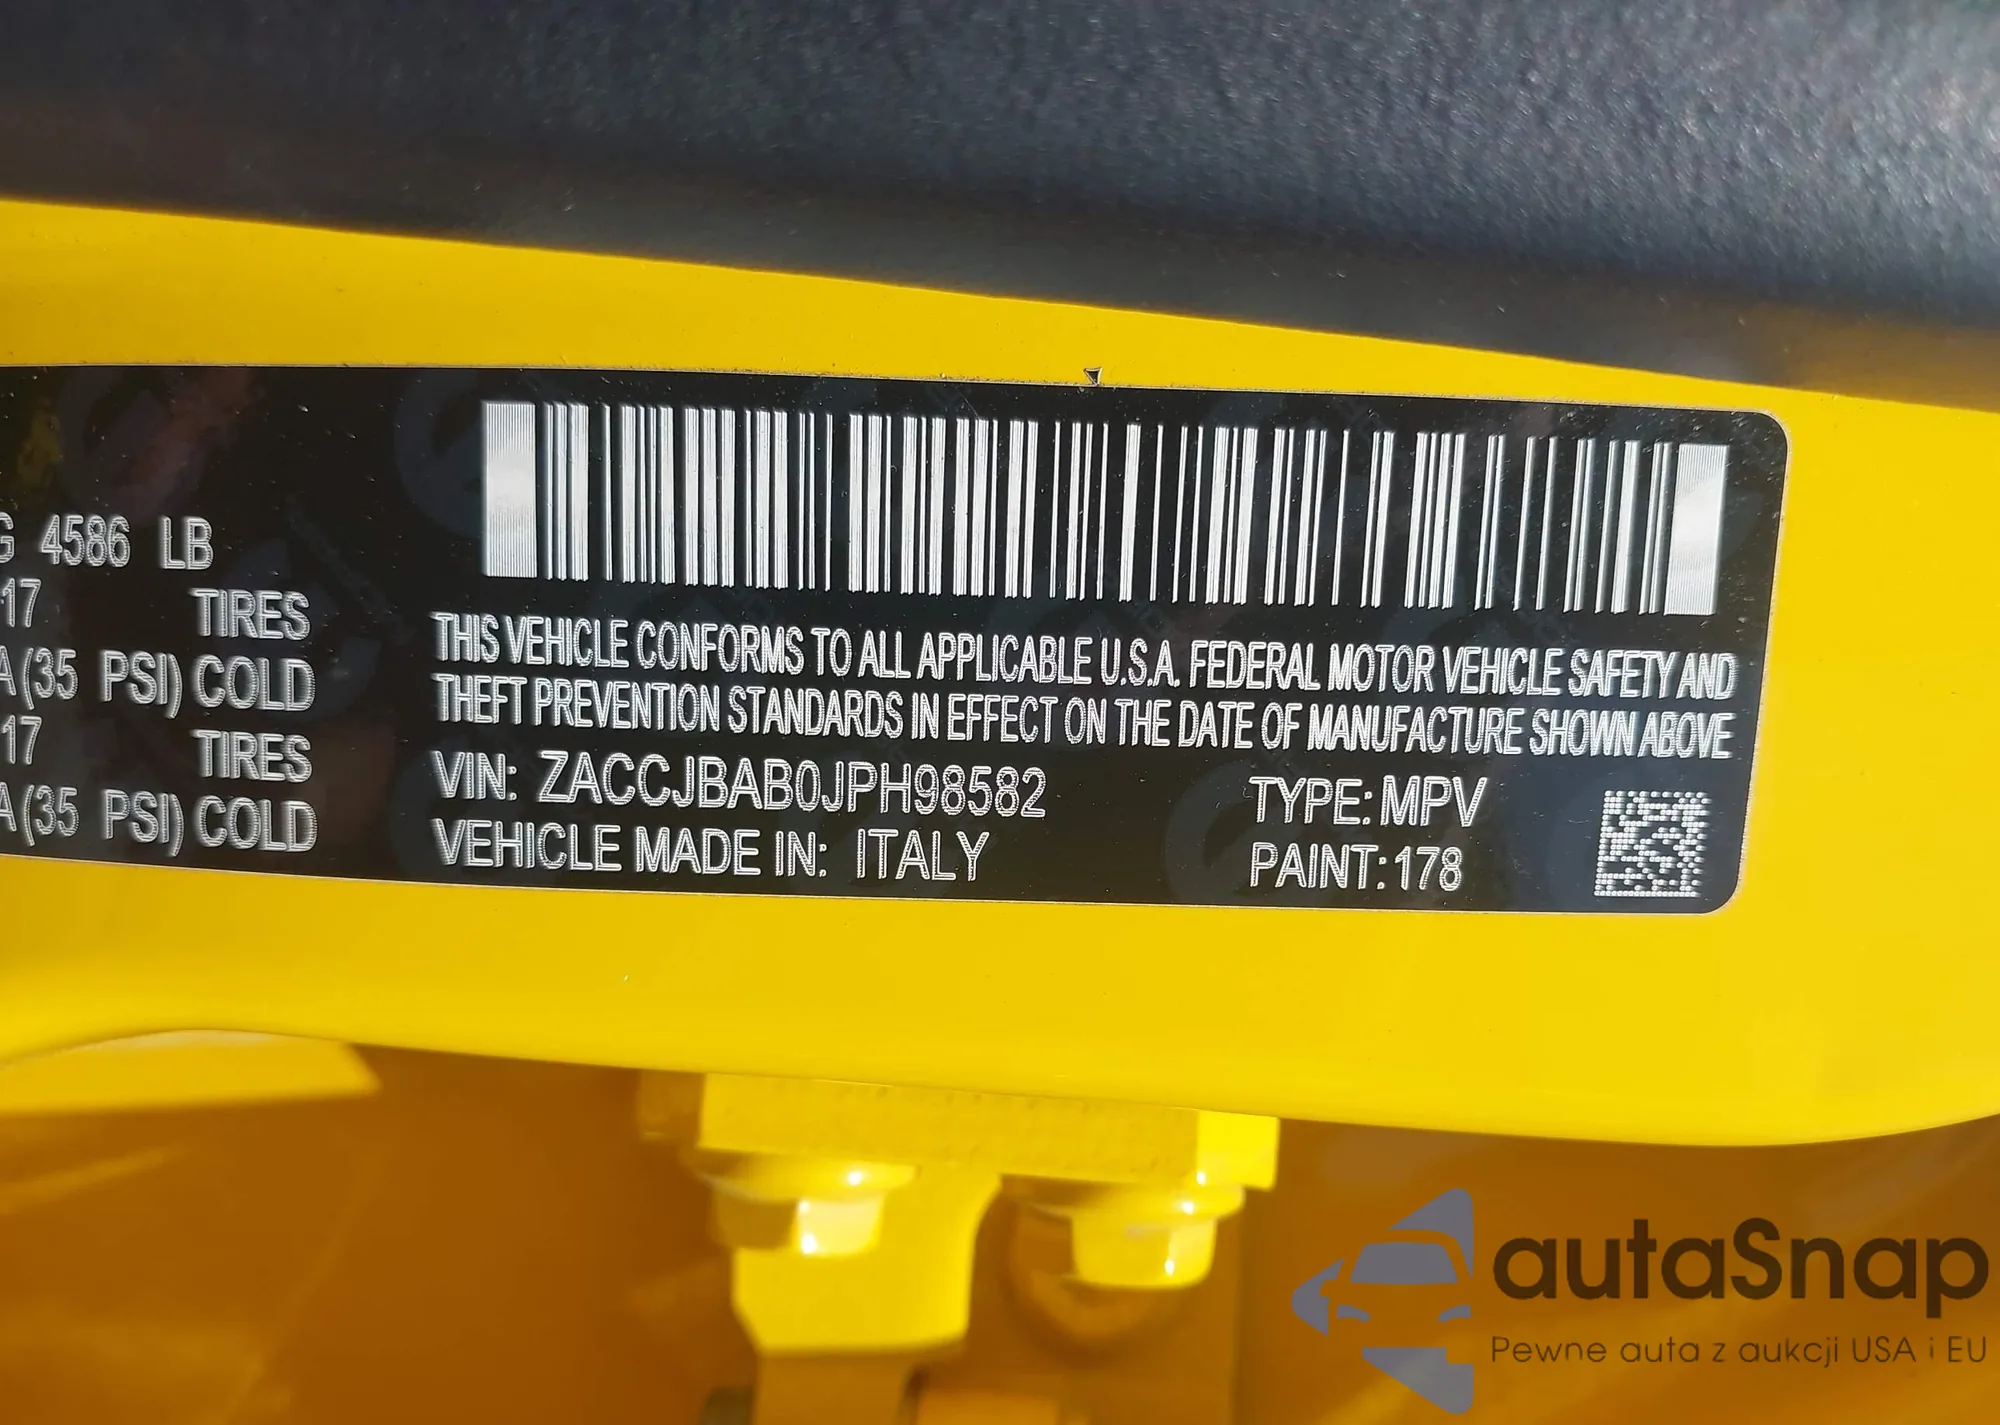 G 4586 LB
17 TIRES
A (35 PSI) COLD
17 TIRES
A (35 PSI) COLD
THIS VEHICLE CONFORMS TO ALL APPLICABLE U.S.A. FEDERAL MOTOR VEHICLE SAFETY AND
THEFT PREVENTION STANDARDS IN EFFECT ON THE DATE OF MANUFACTURE SHOWN ABOVE
VIN: ZACCJBAB0JPH98582 TYPE: MPV
VEHICLE MADE IN: ITALY PAINT: 178
autaSnap
Pewne auta z aukcji USA i EU